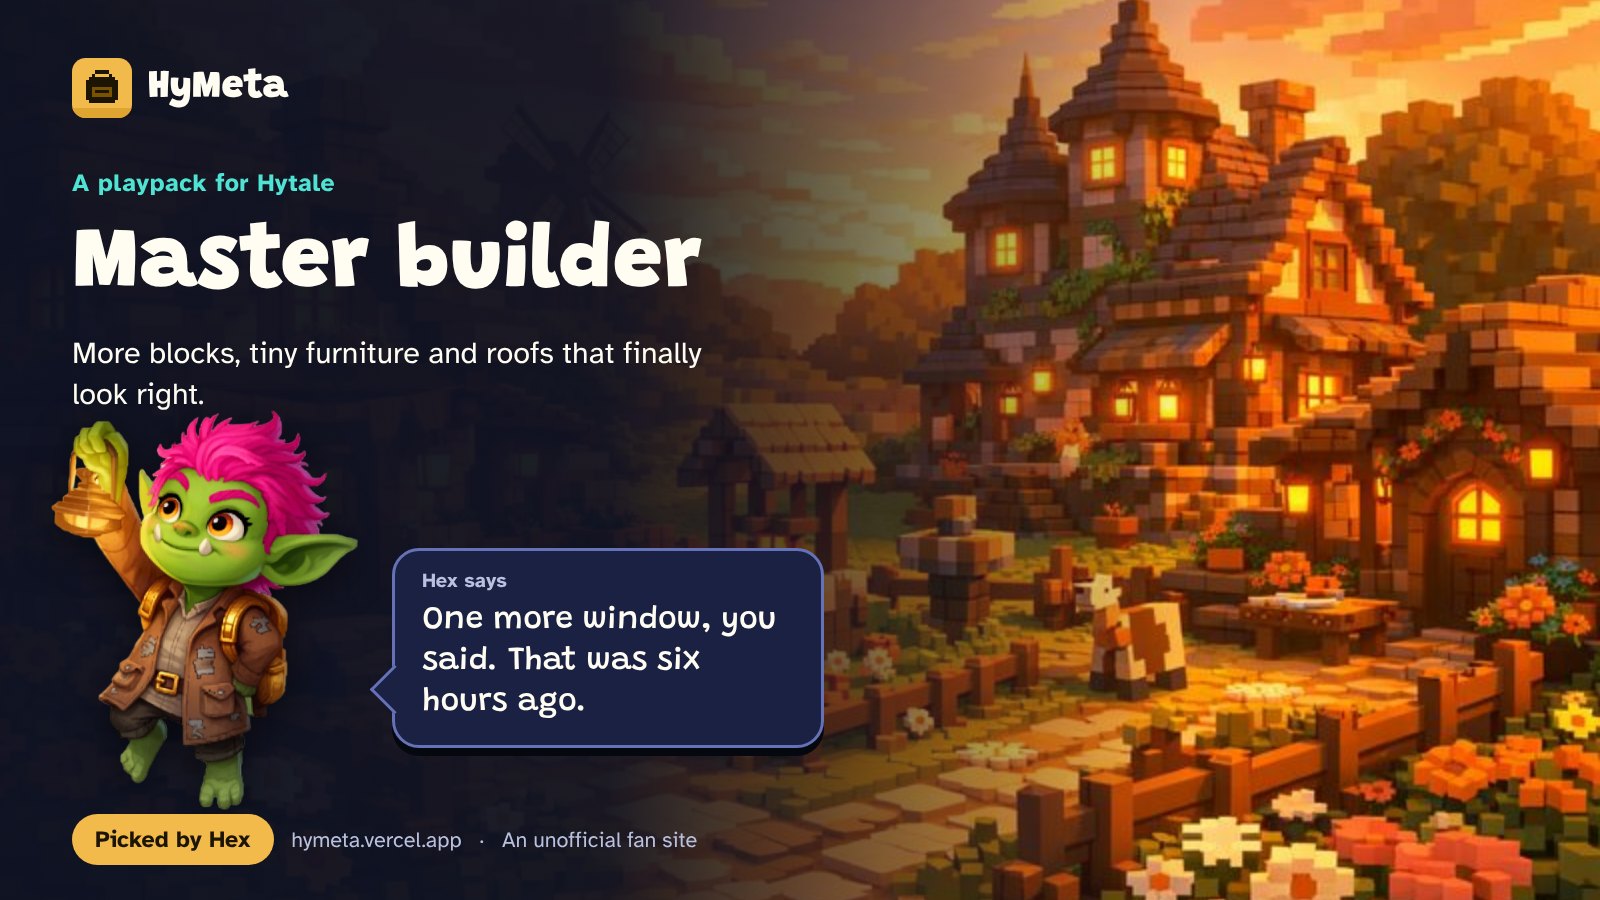 HyMeta
A playpack for Hytale
Master builder
More blocks, tiny furniture and roofs that finally
look right.
Hex says
One more window, you
said. That was six
hours ago.
Picked by Hex
hymeta.vercel.app · An unofficial fan site